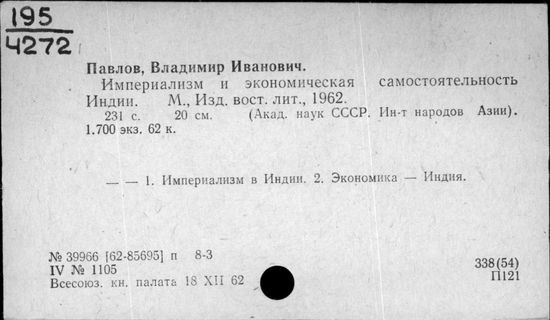 195
4272
Павлов, Владимир Иванович.
Империализм и экономическая самостоятельность
Индии. М., Изд. вост. лит., 1962.
231 с. 20 см. (Акад. наук СССР. Ин-т народов Азии).
1.700 экз. 62 к.
— — 1. Империализм в Индии. 2. Экономика — Индия.
№ 39966 [62-85695] п 8-3
IV № 1105
Всесоюз. кн. палата 18 XII 62
338(54)
П121